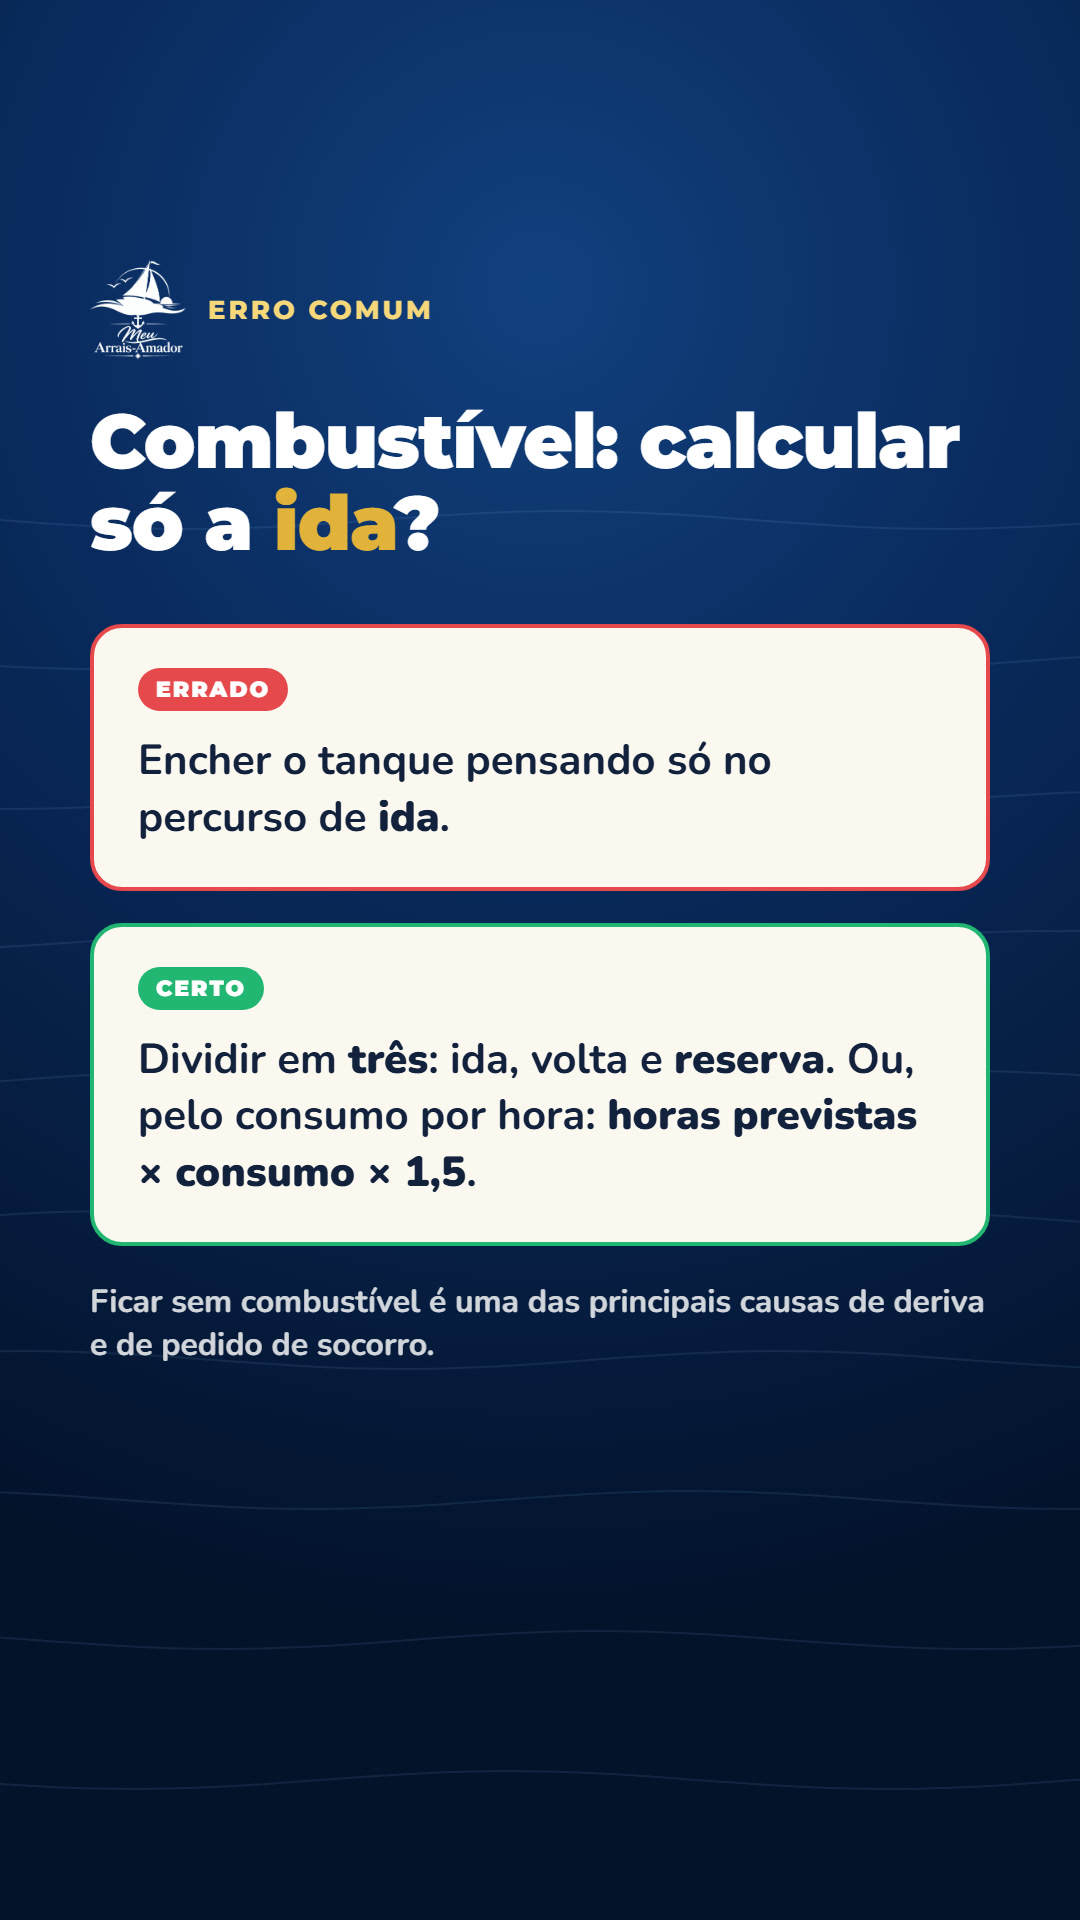 Meu
Arrais-Amador
ERRO COMUM
Combustível: calcular
só a ida?
ERRADO
Encher o tanque pensando só no
percurso de ida.
CERTO
Dividir em três: ida, volta e reserva. Ou,
pelo consumo por hora: horas previstas
× consumo × 1,5.
Ficar sem combustível é uma das principais causas de deriva
e de pedido de socorro.